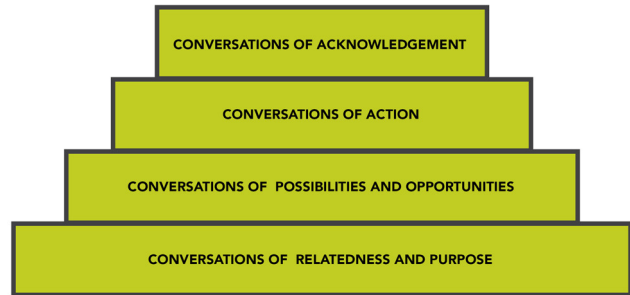 CONVERSATIONS OF ACKNOWLEDGEMENT
CONVERSATIONS OF ACTION
CONVERSATIONS OF POSSIBILITIES AND OPPORTUNITIES
CONVERSATIONS OF RELATEDNESS AND PURPOSE